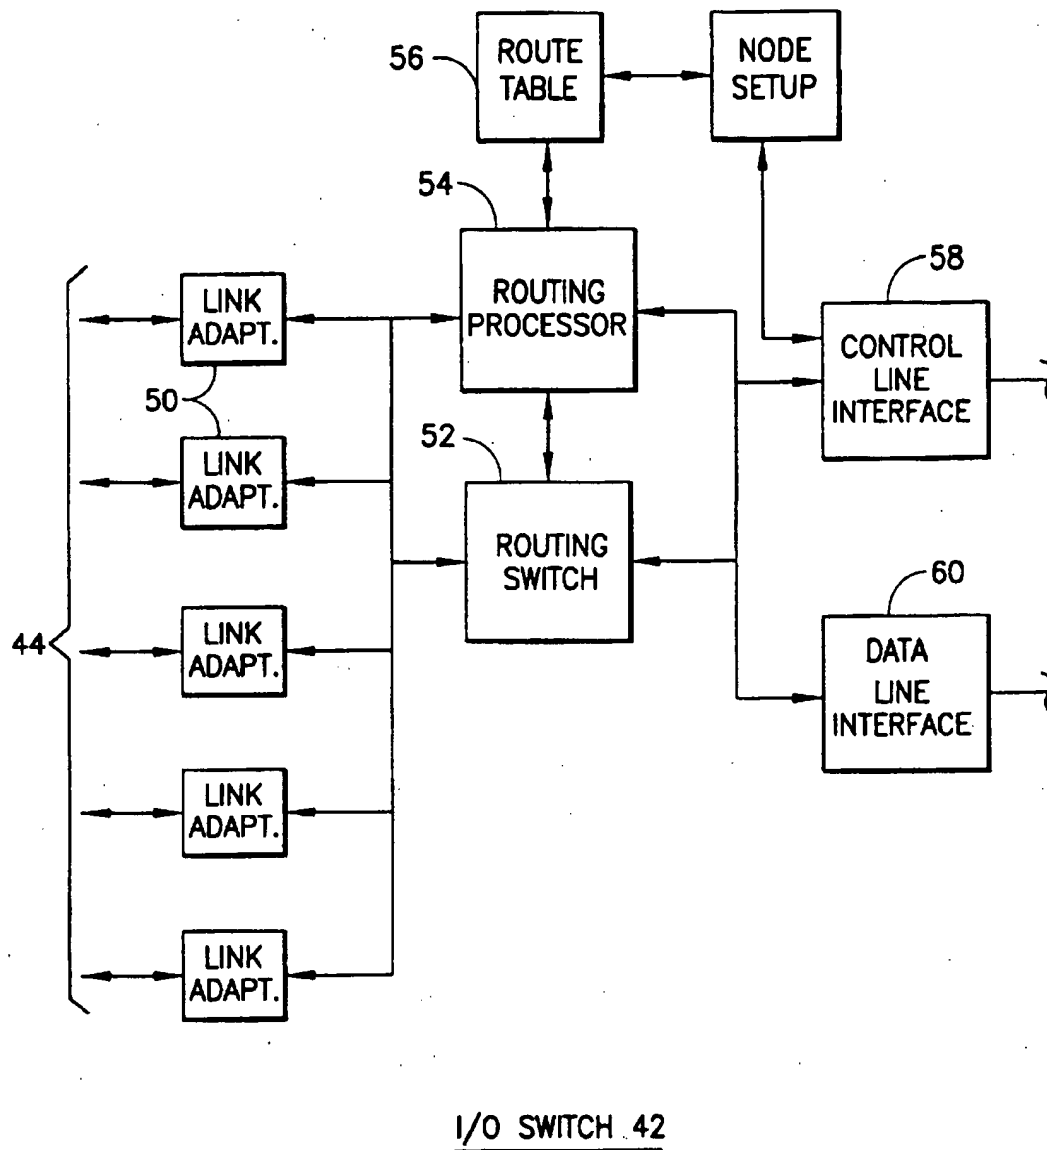 56
ROUTE
TABLE
NODE
SETUP
54
ROUTING
PROCESSOR
58
CONTROL
LINE
INTERFACE
LINK
ADAPT.
50
LINK
ADAPT.
52
ROUTING
SWITCH
44
LINK
ADAPT.
60
DATA
LINE
INTERFACE
LINK
ADAPT.
LINK
ADAPT.
I/O SWITCH 42